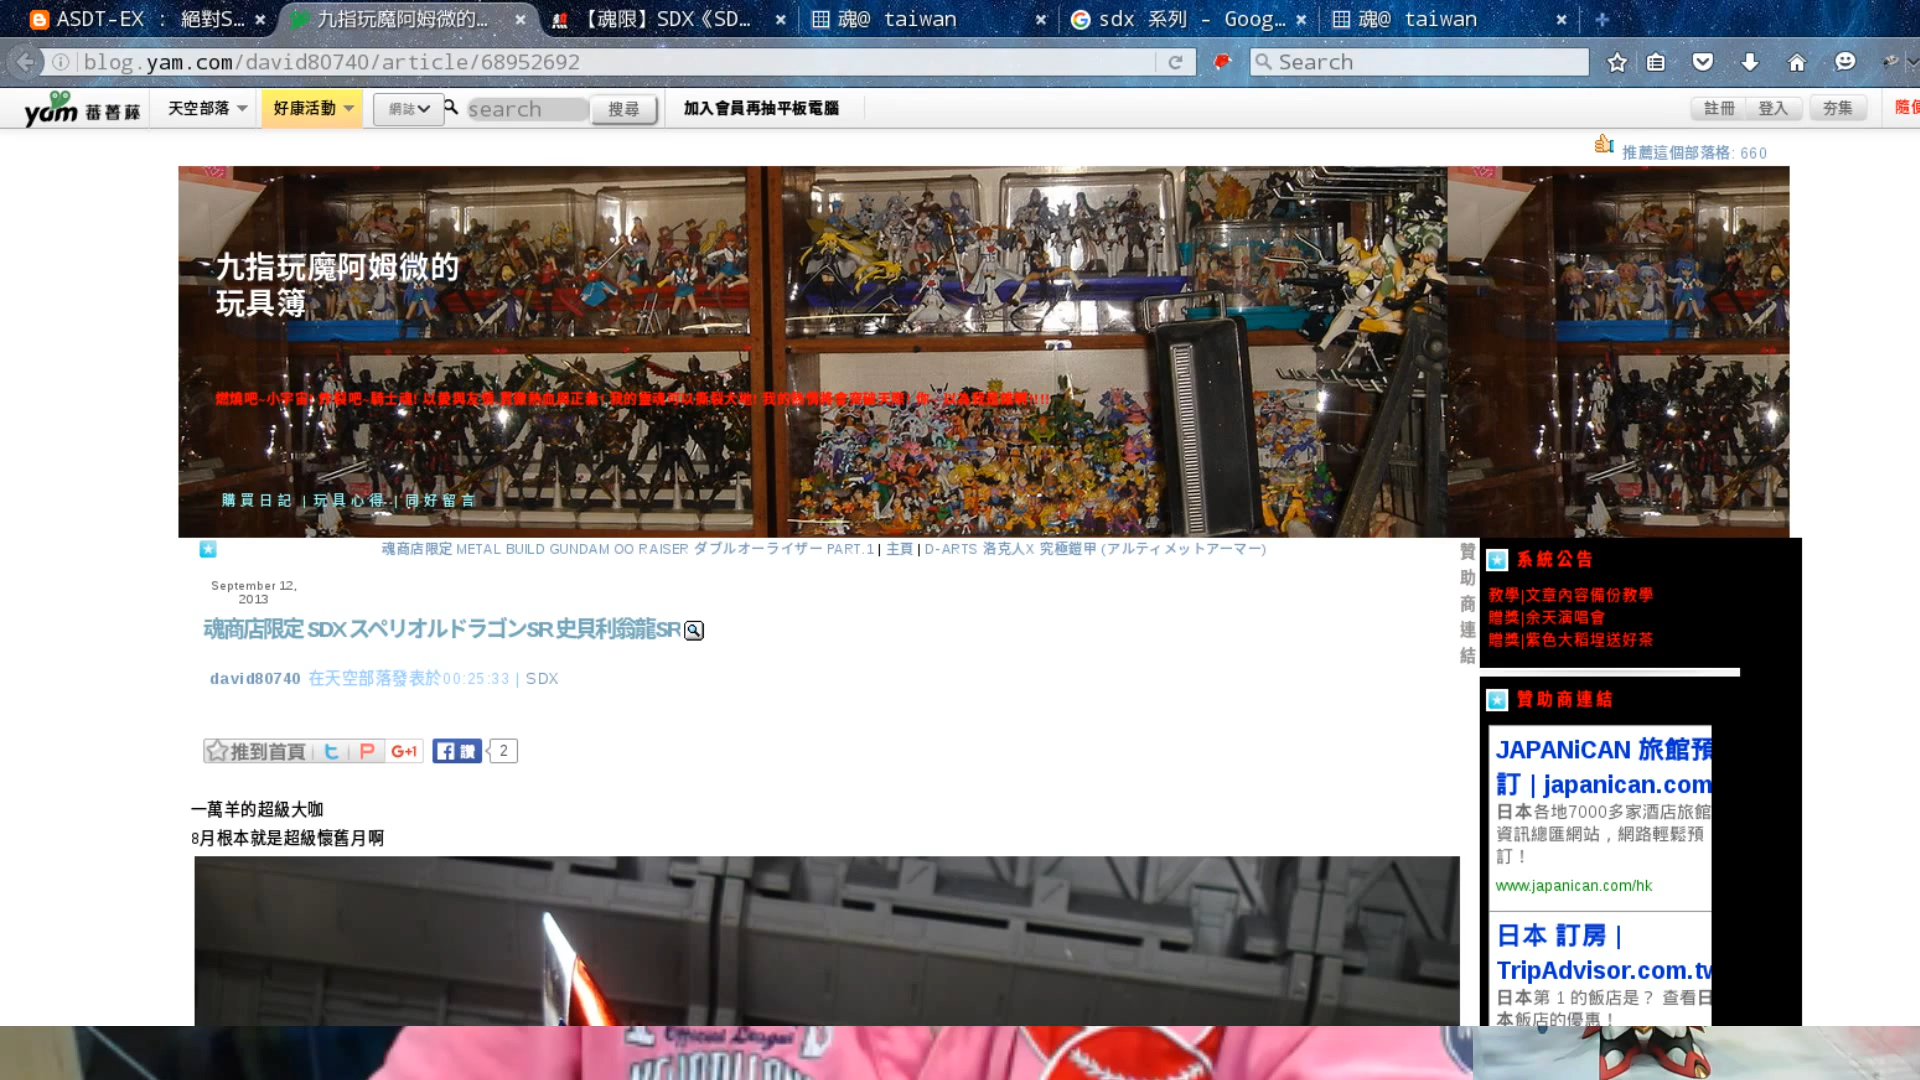 ASDT-EX : 絕對S...
九指玩魔阿姆微的...
【魂限】SDX《SD...
魂@ taiwan
sdx 系列 - Goog...
魂@ taiwan
blog.yam.com/david80740/article/68952692
Search
yam 蕃薯藤
天空部落
好康活動
網誌
search
搜尋
加入會員再抽平板電腦
註冊
登入
夯集
推薦這個部落格: 660
九指玩魔阿姆微的
玩具簿
購買日記 | 玩具心得 | 同好留言
魂商店限定 METAL BUILD GUNDAM OO RAISER ダブルオーライザー PART.1 | 主頁 | D-ARTS 洛克人X 究極鎧甲 (アルティメットアーマー)
September 12,
2013
魂商店限定 SDX スペリオルドラゴンSR 史貝利翁龍SR
david80740 在天空部落發表於00:25:33 | SDX
推到首頁
G+1
讚
2
一萬羊的超級大咖
8月根本就是超級懷舊月啊
贊
助
商
連
結
系統公告
教學|文章內容備份教學
贈獎|余天演唱會
贈獎|紫色大稻埕送好茶
贊助商連結
JAPANiCAN 旅館預
訂 | japanican.com
日本各地7000多家酒店旅館
資訊總匯網站，網路輕鬆預
訂！
www.japanican.com/hk
日本 訂房 |
TripAdvisor.com.tw
日本第 1 的飯店是？ 查看日
本飯店的優惠！
Official League